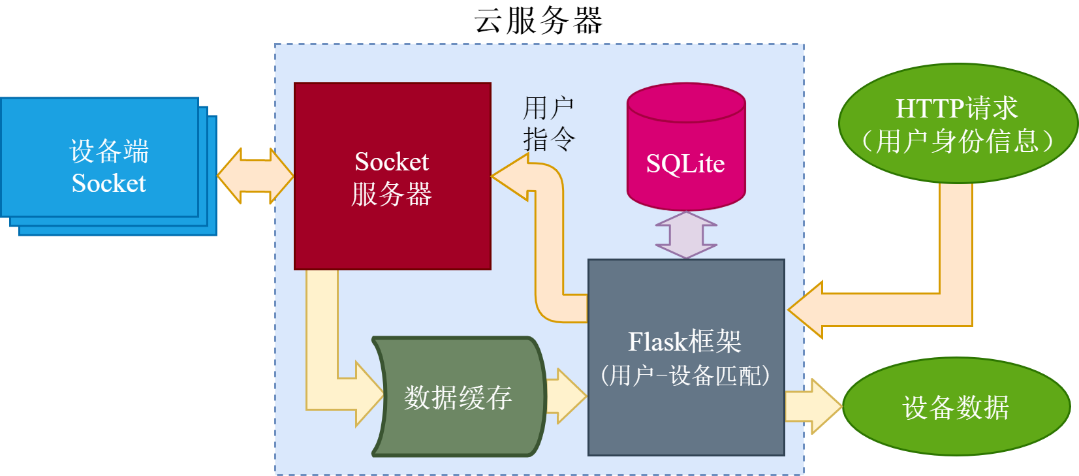 云服务器
设备端
Socket
Socket
服务器
用户
指令
SQLite
HTTP请求
（用户身份信息）
Flask框架
(用户-设备匹配)
数据缓存
设备数据